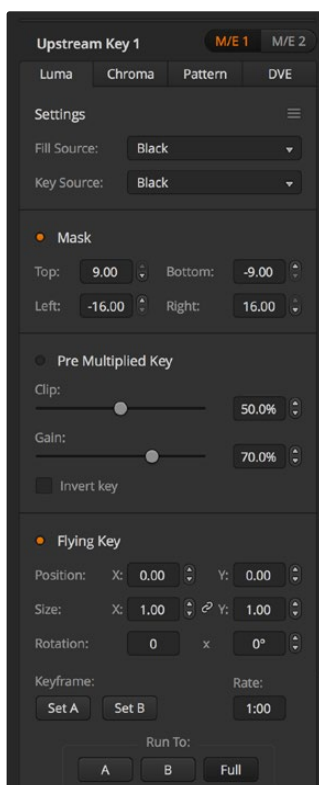 Upstream Key 1 M/E 1 M/E 2
Luma Chroma Pattern DVE
Settings
Fill Source: Black
Key Source: Black
Mask
Top: 9.00 Bottom: -9.00
Left: -16.00 Right: 16.00
Pre Multiplied Key
Clip:
50.0%
Gain:
70.0%
Invert key
Flying Key
Position: X: 0.00 Y: 0.00
Size: X: 1.00 Y: 1.00
Rotation: 0 x 0°
Keyframe: Rate:
Set A Set B 1:00
Run To:
A B Full